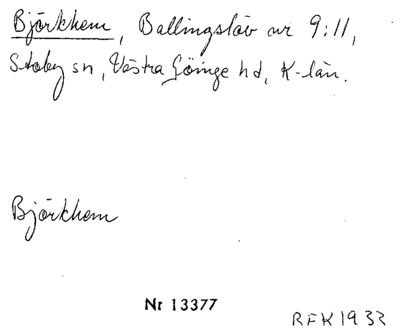 Björkhem, Ballingslöv nr 9:11,
Stoby sn, Västra Göinge hd, K-län.
Björkhem
Nr 13377
RFK 1933